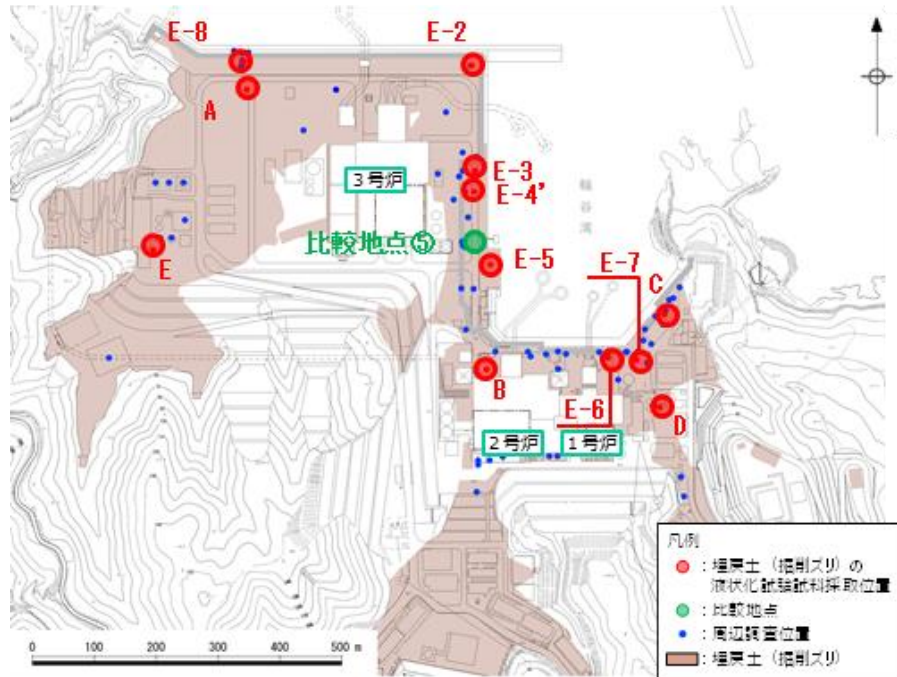 E-8
E-2
A
E-3
3号炉
E-4'
輪谷湾
比較地点⑤
E
E-5
E-7
C
B
E-6
D
2号炉
1号炉
凡例
：埋戻土（掘削ズリ）の
液状化試験試料採取位置
：比較地点
：周辺調査位置
：埋戻土（掘削ズリ）
0 100 200 300 400 500 m